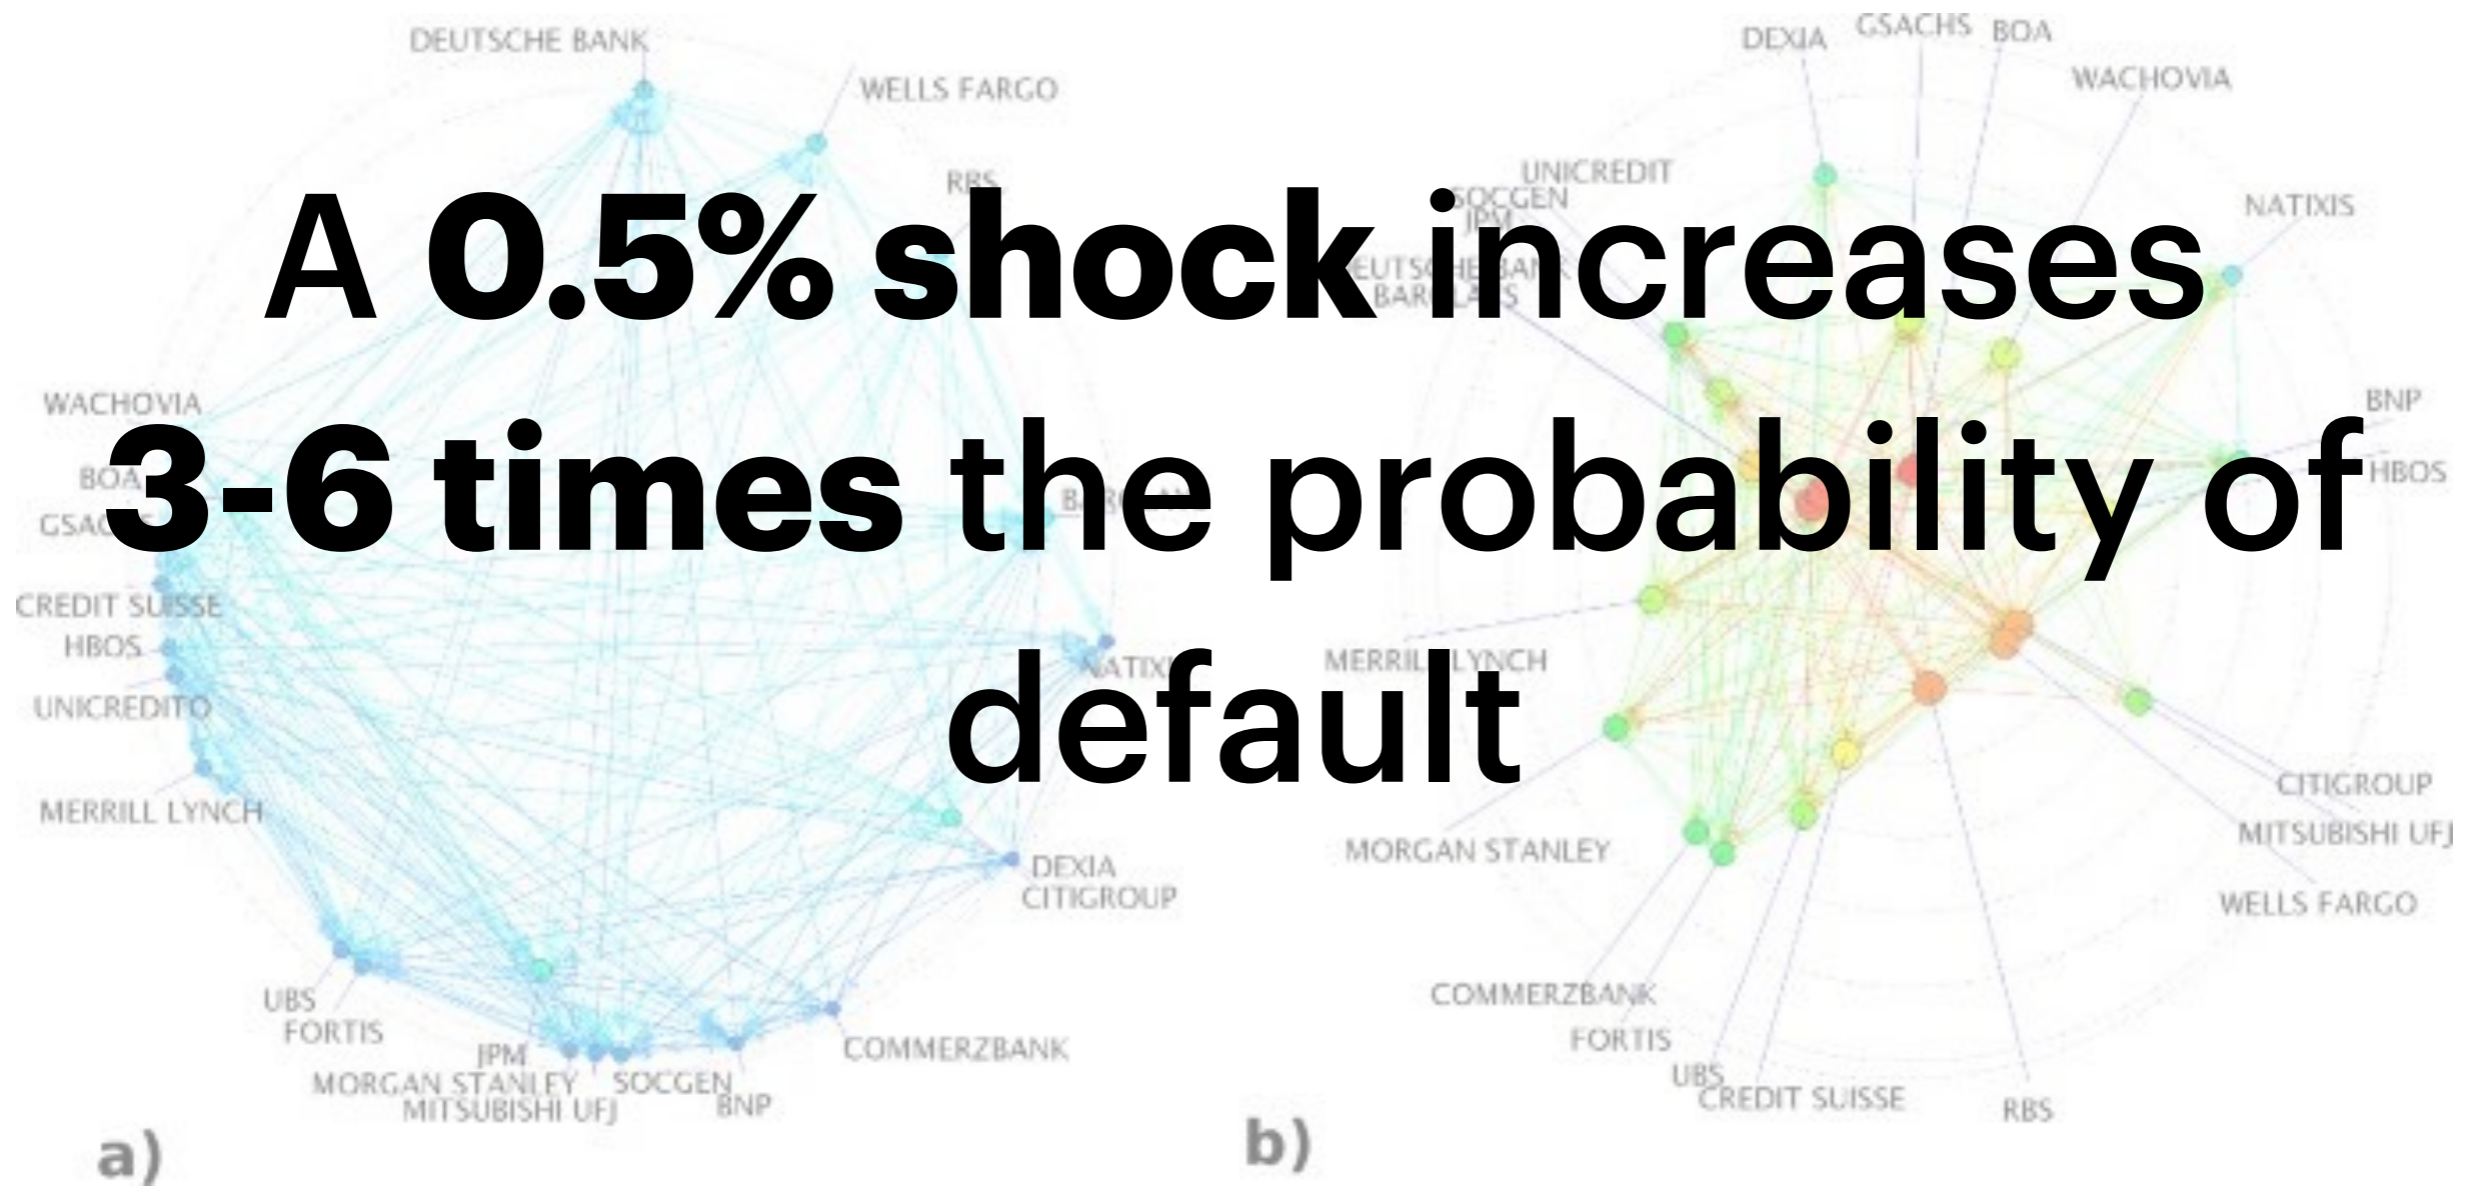 A 0.5% shock increases
3-6 times the probability of
default
DEUTSCHE BANK
WELLS FARGO
RBS
WACHOVIA
BOA
CREDIT SUISSE
HBOS
UNICREDITO
MERRILL LYNCH
UBS
FORTIS
JPM
MORGAN STANLEY
MITSUBISHI UFJ
SOCGEN
BNP
COMMERZBANK
DEXIA
CITIGROUP
a)
DEXIA
GSACHS
BOA
WACHOVIA
UNICREDIT
SOCGEN
JPM
NATIXIS
BNP
HBOS
MERRILL LYNCH
MORGAN STANLEY
CITIGROUP
MITSUBISHI UFJ
WELLS FARGO
COMMERZBANK
FORTIS
UBS
CREDIT SUISSE
RBS
b)